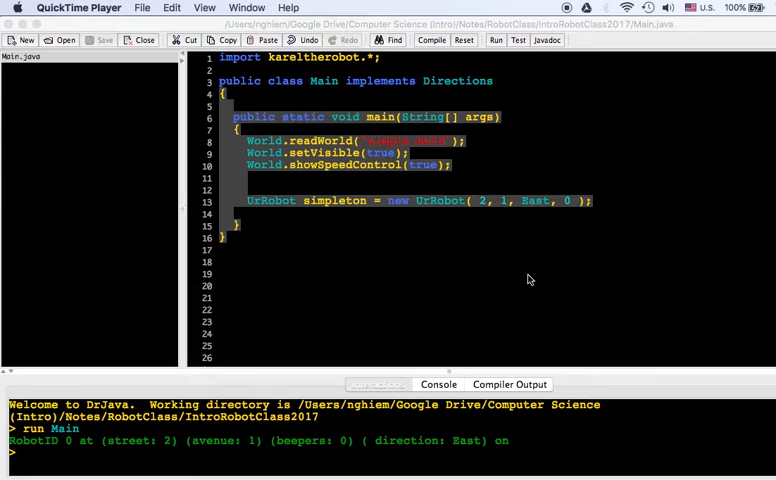 QuickTime Player File Edit View Window Help U.S. 100%
/Users/nghiem/Google Drive/Computer Science (Intro)/Notes/RobotClass/IntroRobotClass2017/Main.java
New Open Save Close Cut Copy Paste Undo Redo Find Compile Reset Run Test Javadoc
Main.java
1 import kareltherobot.*;
2
3 public class Main implements Directions
4 {
5
6 public static void main(String[] args)
7 {
8 World.readWorld("simple.kwld");
9 World.setVisible(true);
10 World.showSpeedControl(true);
11
12
13 UrRobot simpleton = new UrRobot( 2, 1, East, 0 );
14
15 }
16 }
17
18
19
20
21
22
23
24
25
26
Interactions Console Compiler Output
Welcome to DrJava. Working directory is /Users/nghiem/Google Drive/Computer Science
(Intro)/Notes/RobotClass/IntroRobotClass2017
> run Main
RobotID 0 at (street: 2) (avenue: 1) (beepers: 0) ( direction: East) on
>